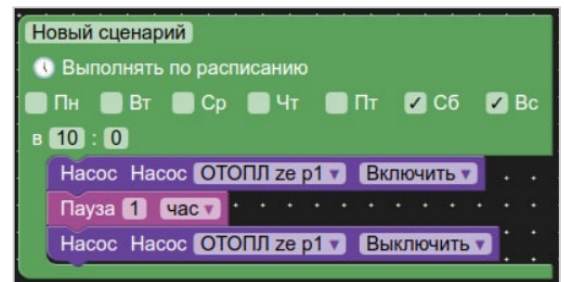 Новый сценарий
Выполнять по расписанию
Пн Вт Ср Чт Пт Сб Вс
в 10 : 0
Насос Насос ОТОПЛ ze p1 Включить
Пауза 1 час
Насос Насос ОТОПЛ ze p1 Выключить